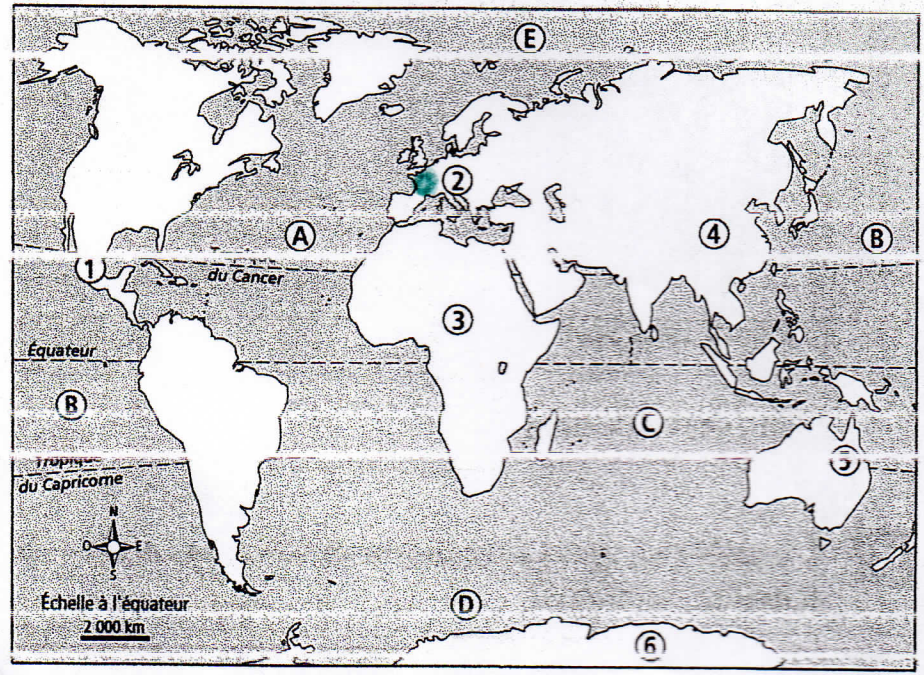 E
2
A
4
B
1
du Cancer
3
Équateur
B
C
Tropique
5
du Capricorne
N
O
E
S
Échelle à l'équateur
D
2 000 km
6